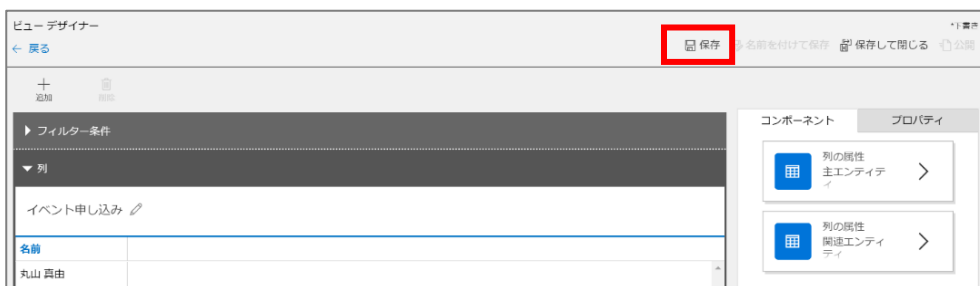 ビュー デザイナー
*下書き
← 戻る
保存
名前を付けて保存
保存して閉じる
公開
追加
削除
フィルター条件
列
イベント申し込み
名前
丸山 真由
コンポーネント
プロパティ
列の属性
主エンティテ
ィ
列の属性
関連エンティ
ティ